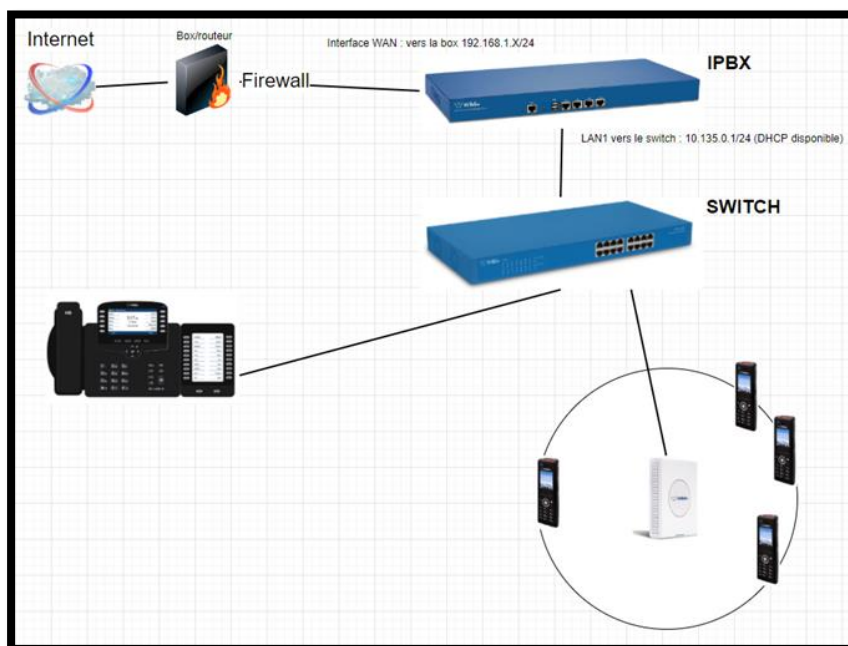 Internet
Box/routeur
Firewall
Interface WAN : vers la box 192.168.1.X/24
IPBX
LAN1 vers le switch : 10.135.0.1/24 (DHCP disponible)
SWITCH